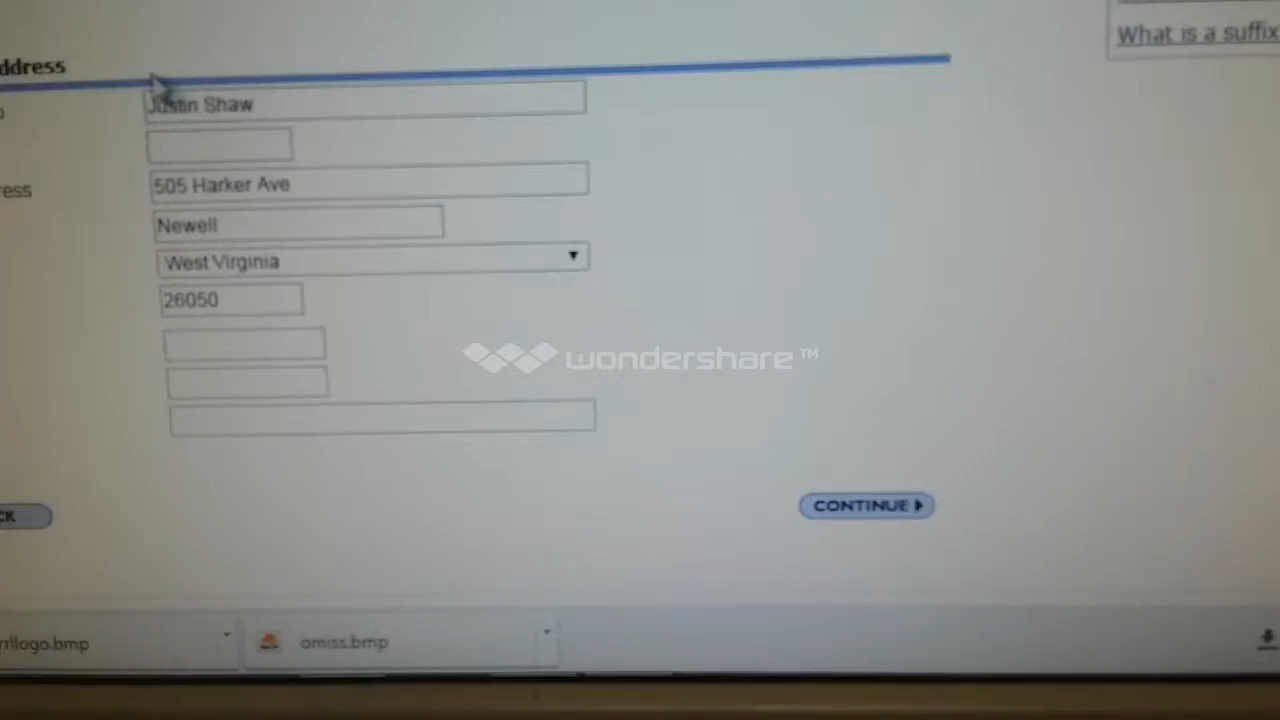 What is a suffix
ddress
Justin Shaw
ress
505 Harker Ave
Newell
West Virginia
26050
wondershare™
CK
CONTINUE
rrllogo.bmp
omiss.bmp